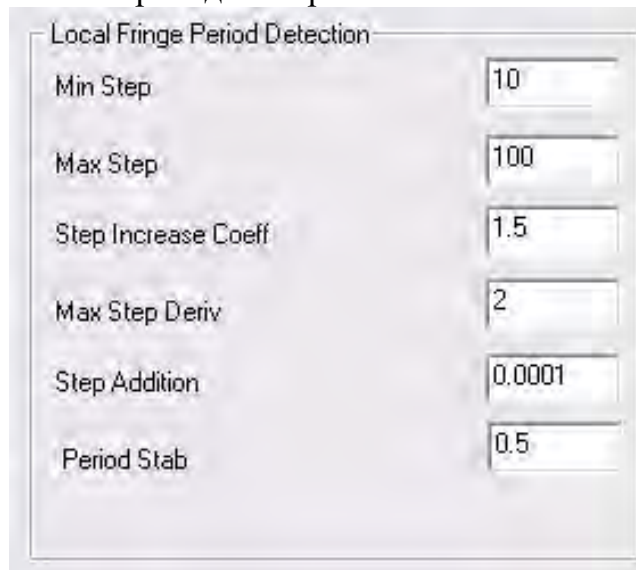 Local Fringe Period Detection
Min Step 10
Max Step 100
Step Increase Coeff 1.5
Max Step Deriv 2
Step Addition 0.0001
Period Stab 0.5